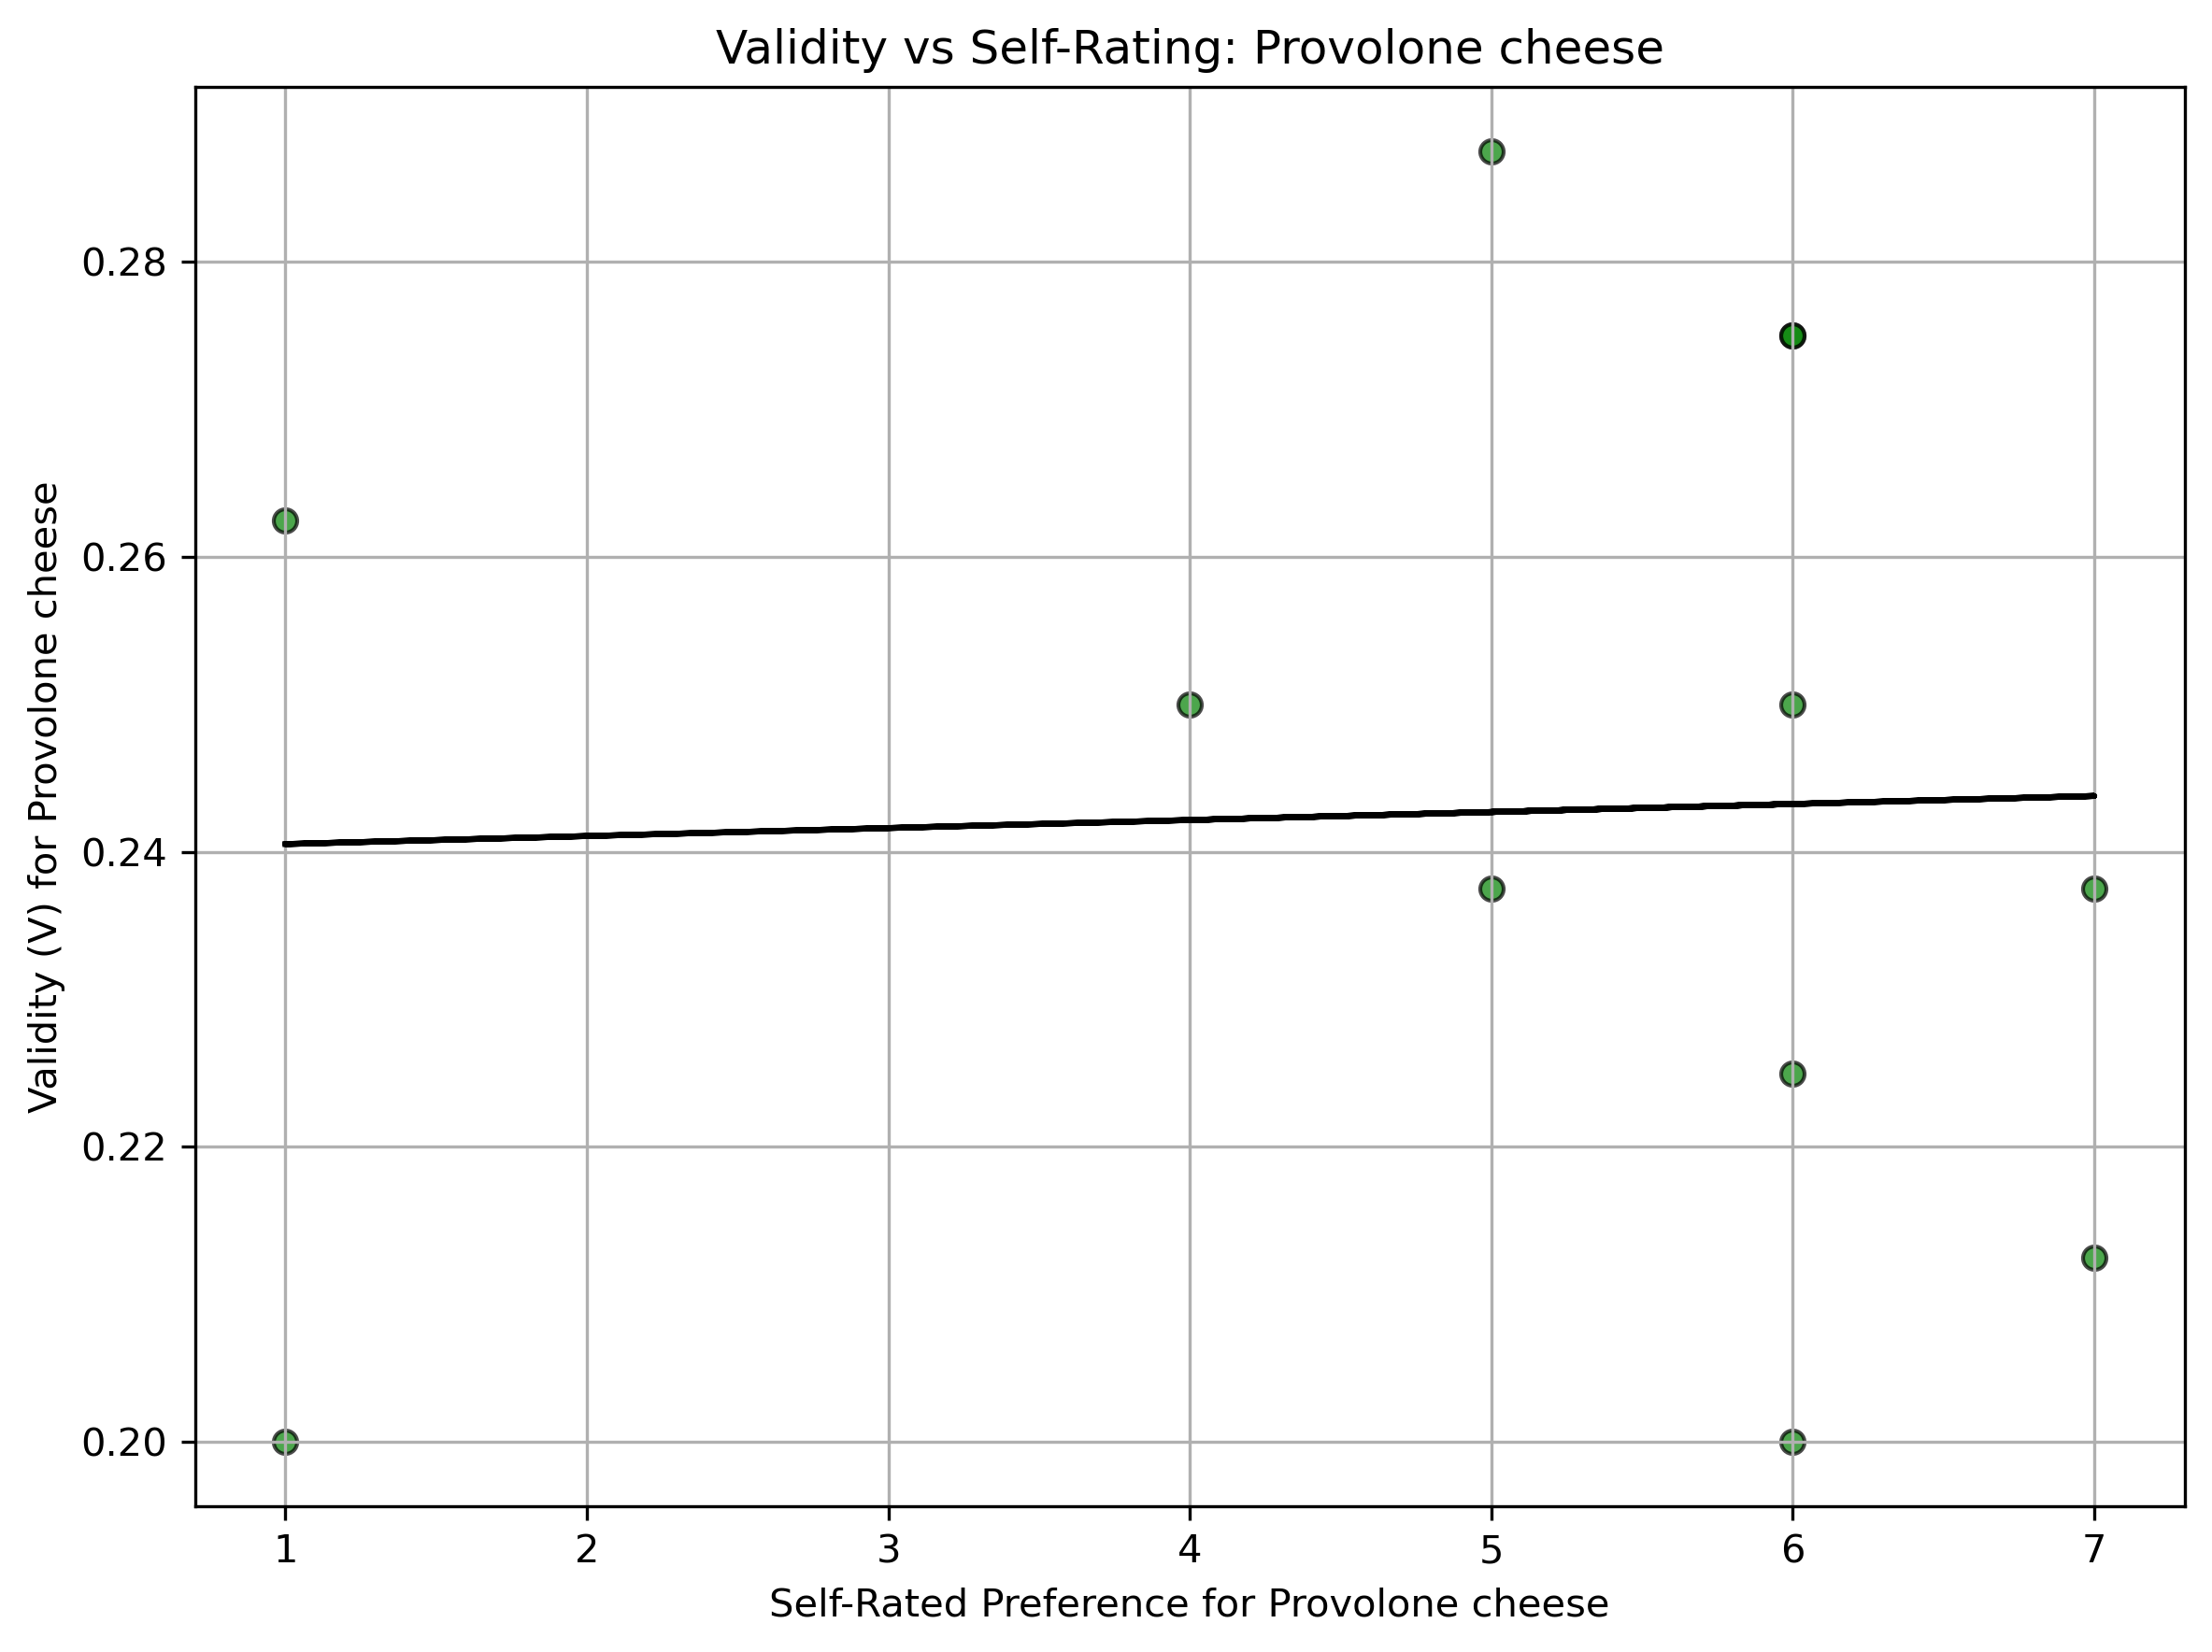 Validity vs Self-Rating: Provolone cheese
Validity (V) for Provolone cheese
0.28
0.26
0.24
0.22
0.20
1 2 3 4 5 6 7
Self-Rated Preference for Provolone cheese